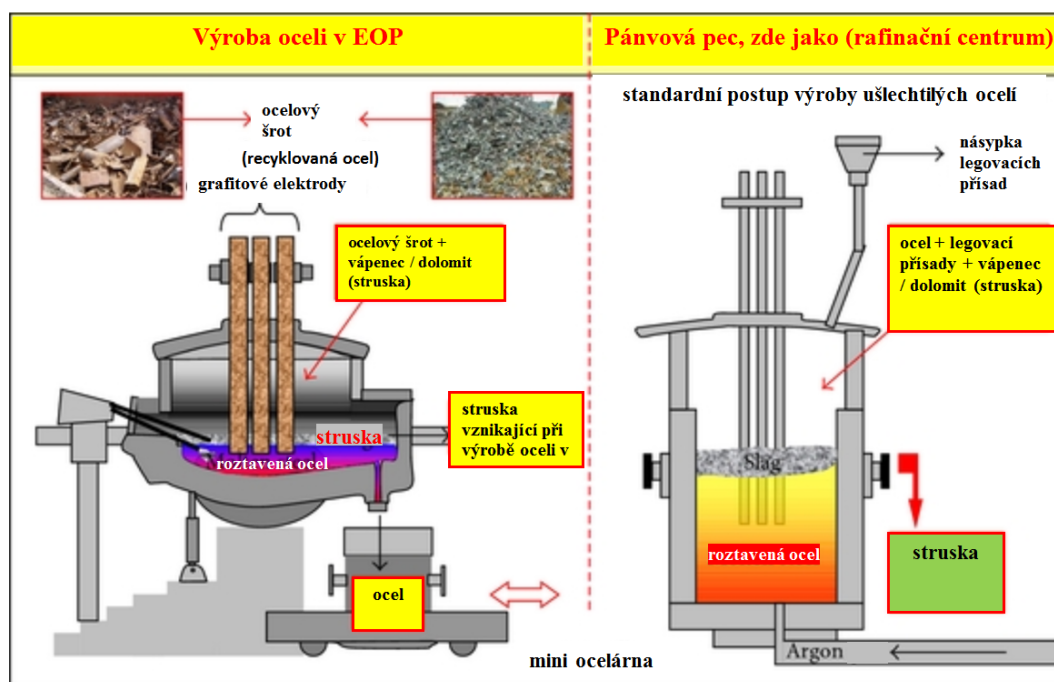 Výroba oceli v EOP
Pánvová pec, zde jako (rafinační centrum)
ocelový
šrot
(recyklovaná ocel)
grafitové elektrody
ocelový šrot +
vápenec / dolomit
(struska)
struska
struska
vznikající při
výrobě oceli v
roztavená ocel
ocel
mini ocelárna
standardní postup výroby ušlechtilých ocelí
násypka
legovacích
přísad
ocel + legovací
přísady + vápenec
/ dolomit (struska)
Slag
roztavená ocel
struska
Argon